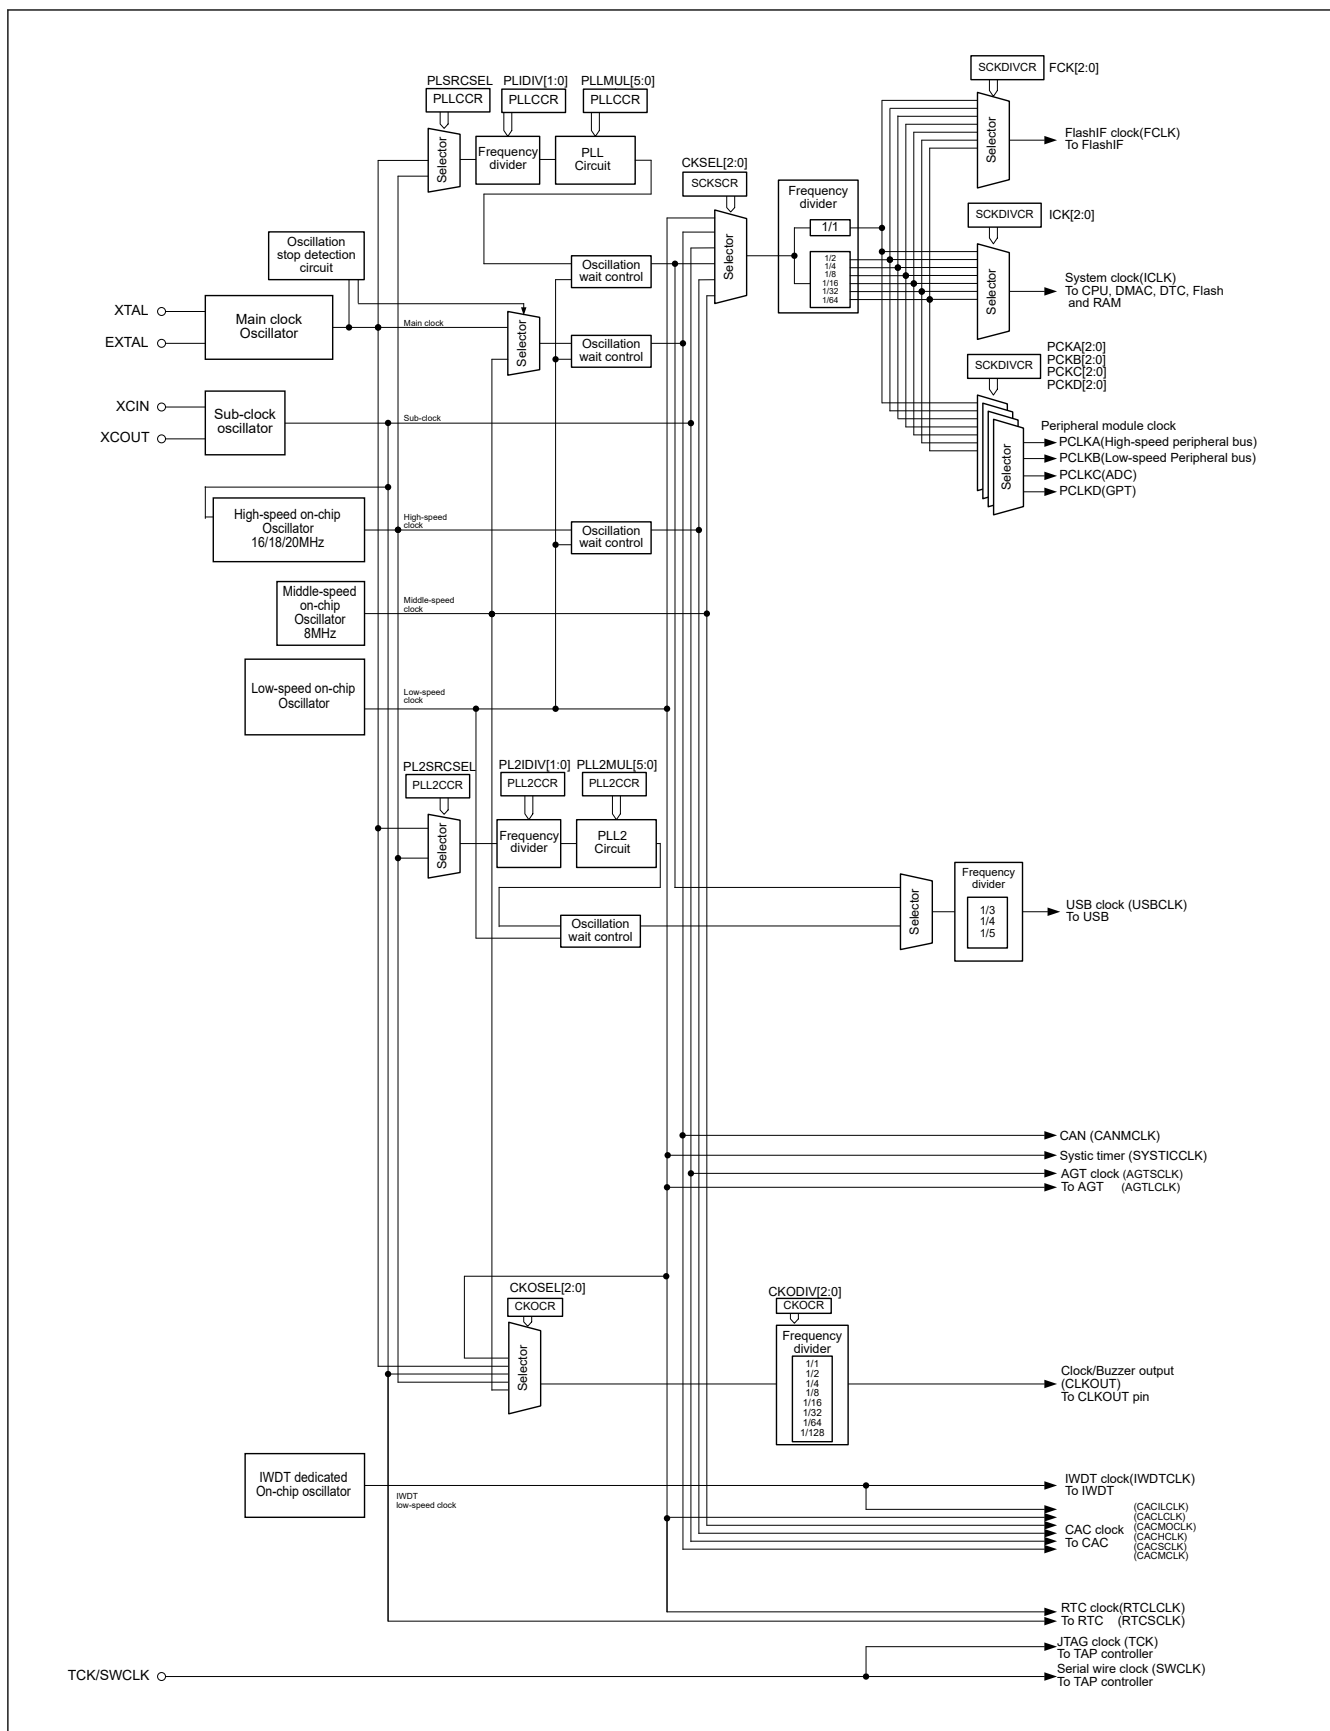 PLSRCSEL
PLLCCR
PLIDIV[1:0]
PLLCCR
PLLMUL[5:0]
PLLCCR
Selector
Frequency
divider
PLL
Circuit
CKSEL[2:0]
SCKSCR
Selector
Frequency
divider
1/1
1/2
1/4
1/8
1/16
1/32
1/64
SCKDIVCR
FCK[2:0]
Selector
FlashIF clock(FCLK)
To FlashIF
SCKDIVCR
ICK[2:0]
Selector
System clock(ICLK)
To CPU, DMAC, DTC, Flash
and RAM
SCKDIVCR
PCKA[2:0]
PCKB[2:0]
PCKC[2:0]
PCKD[2:0]
Selector
Peripheral module clock
PCLKA(High-speed peripheral bus)
PCLKB(Low-speed Peripheral bus)
PCLKC(ADC)
PCLKD(GPT)
Oscillation
stop detection
circuit
Oscillation
wait control
XTAL
EXTAL
Main clock
Oscillator
Main clock
Selector
Oscillation
wait control
XCIN
XCOUT
Sub-clock
oscillator
Sub-clock
High-speed on-chip
Oscillator
16/18/20MHz
High-speed
clock
Oscillation
wait control
Middle-speed
on-chip
Oscillator
8MHz
Middle-speed
clock
Low-speed on-chip
Oscillator
Low-speed
clock
PL2SRCSEL
PLL2CCR
PL2IDIV[1:0]
PLL2CCR
PLL2MUL[5:0]
PLL2CCR
Selector
Frequency
divider
PLL2
Circuit
Oscillation
wait control
Selector
Frequency
divider
1/3
1/4
1/5
USB clock (USBCLK)
To USB
CAN (CANMCLK)
Systic timer (SYSTICCLK)
AGT clock (AGTSCLK)
To AGT (AGTLCLK)
CKOSEL[2:0]
CKOCR
Selector
CKODIV[2:0]
CKOCR
Frequency
divider
1/1
1/2
1/4
1/8
1/16
1/32
1/64
1/128
Clock/Buzzer output
(CLKOUT)
To CLKOUT pin
IWDT dedicated
On-chip oscillator
IWDT
low-speed clock
IWDT clock(IWDTCLK)
To IWDT
CAC clock
To CAC
(CACILCLK)
(CACLCLK)
(CACMOCLK)
(CACHCLK)
(CACSCLK)
(CACMCLK)
RTC clock(RTCLCLK)
To RTC (RTCSCLK)
TCK/SWCLK
JTAG clock (TCK)
To TAP controller
Serial wire clock (SWCLK)
To TAP controller